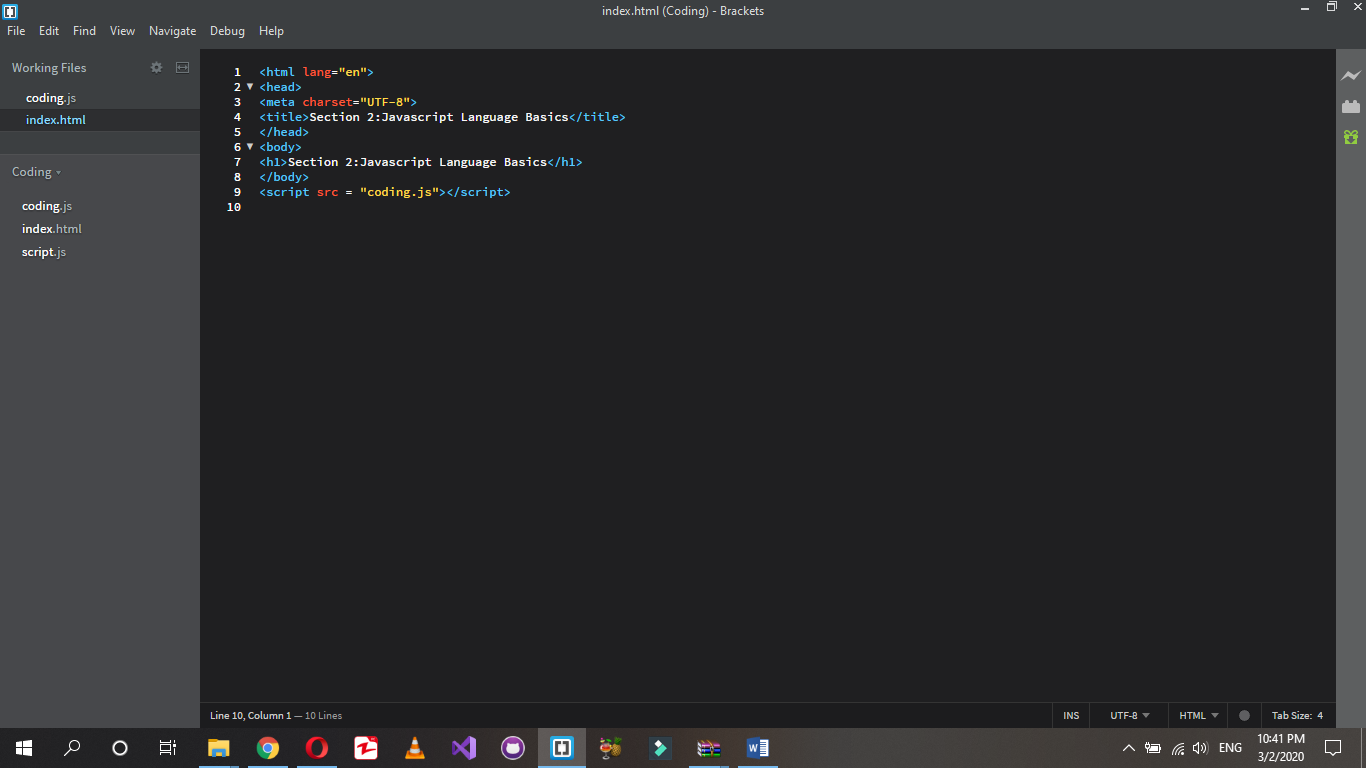 index.html (Coding) - Brackets
File Edit Find View Navigate Debug Help
Working Files
coding.js
index.html
Coding
coding.js
index.html
script.js
1 <html lang="en">
2 <head>
3 <meta charset="UTF-8">
4 <title>Section 2:Javascript Language Basics</title>
5 </head>
6 <body>
7 <h1>Section 2:Javascript Language Basics</h1>
8 </body>
9 <script src = "coding.js"></script>
10
Line 10, Column 1 — 10 Lines
INS UTF-8 HTML Tab Size: 4
W
ENG
10:41 PM
3/2/2020